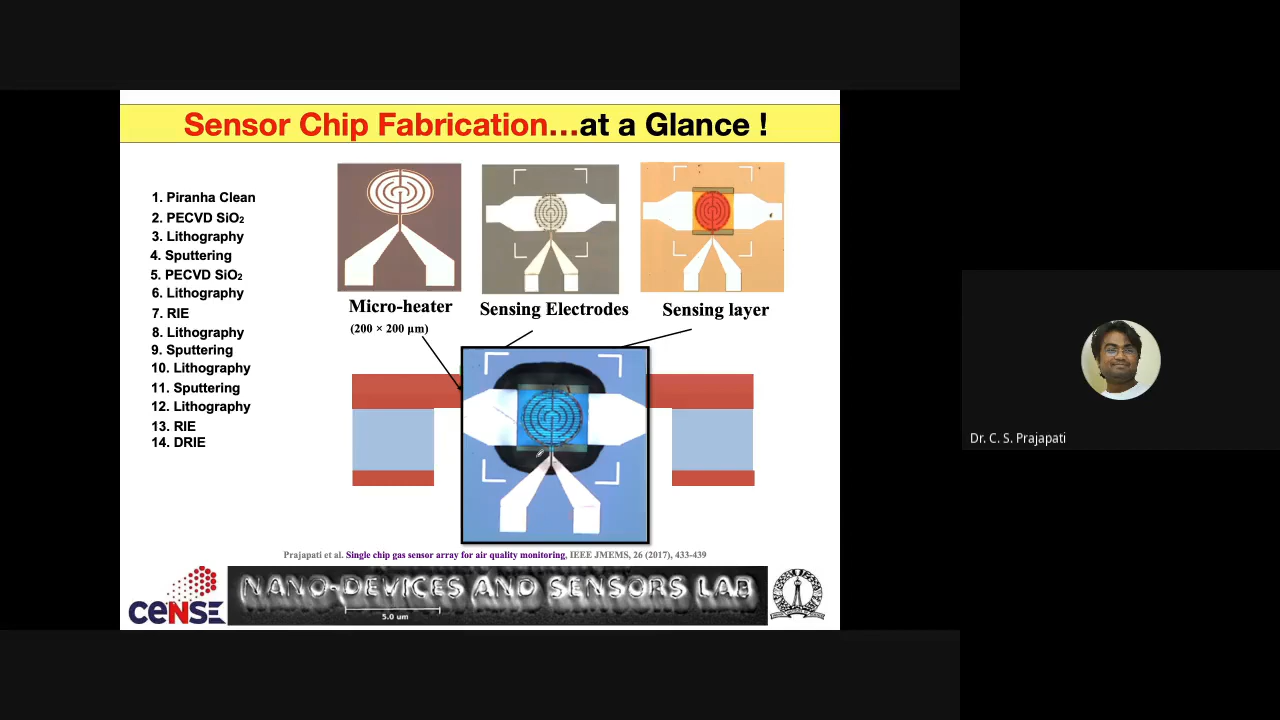 Sensor Chip Fabrication...at a Glance !
1. Piranha Clean
2. PECVD SiO₂
3. Lithography
4. Sputtering
5. PECVD SiO₂
6. Lithography
7. RIE
8. Lithography
9. Sputtering
10. Lithography
11. Sputtering
12. Lithography
13. RIE
14. DRIE
Micro-heater
(200 × 200 µm)
Sensing Electrodes
Sensing layer
Prajapati et al. Single chip gas sensor array for air quality monitoring, IEEE JMEMS, 26 (2017), 433-439
CeNSE
NANO-DEVICES AND SENSORS LAB
5.0 um
Dr. C. S. Prajapati